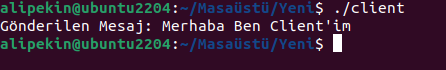 alipekin@ubuntu2204:~/Masaüstü/Yeni$ ./client
Gönderilen Mesaj: Merhaba Ben Client'im
alipekin@ubuntu2204:~/Masaüstü/Yeni$